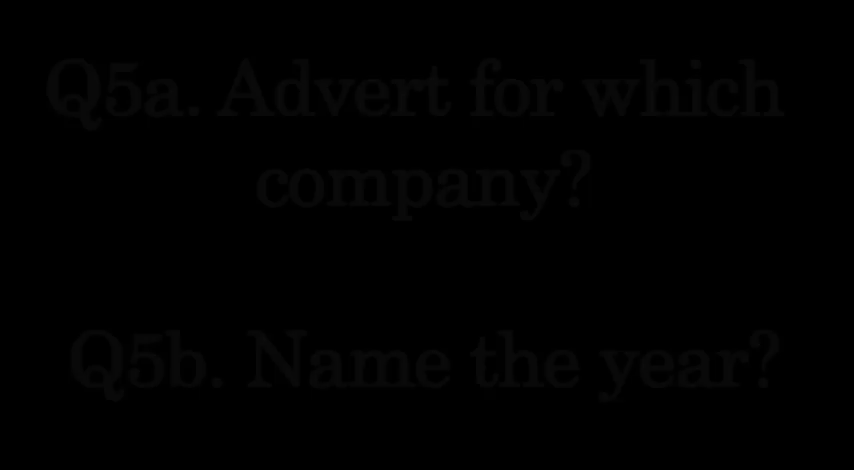 Q5a. Advert for which
company?
Q5b. Name the year?